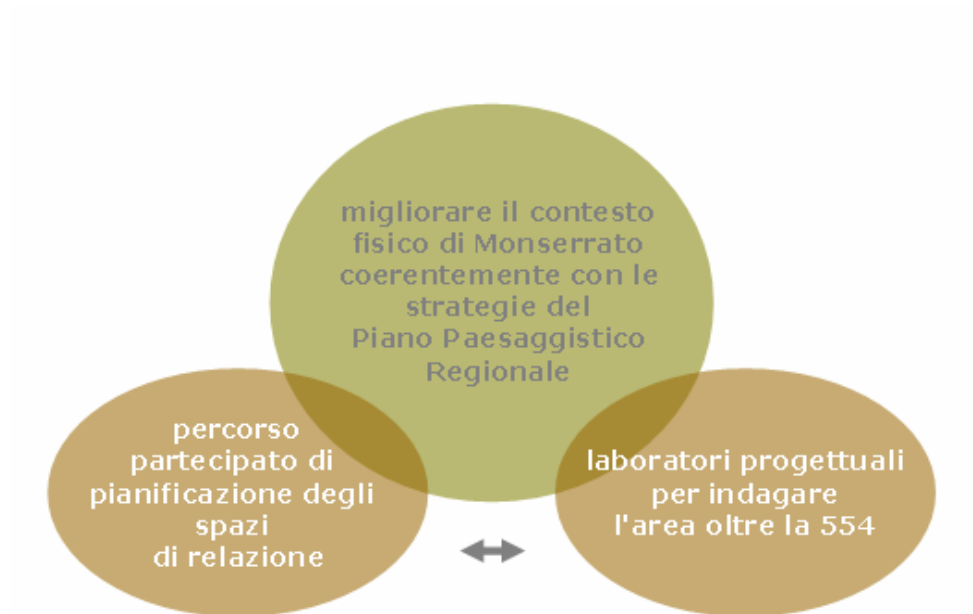 migliorare il contesto
fisico di Monserrato
coerentemente con le
strategie del
Piano Paesaggistico
Regionale
percorso
partecipato di
pianificazione degli
spazi
di relazione
laboratori progettuali
per indagare
l'area oltre la 554